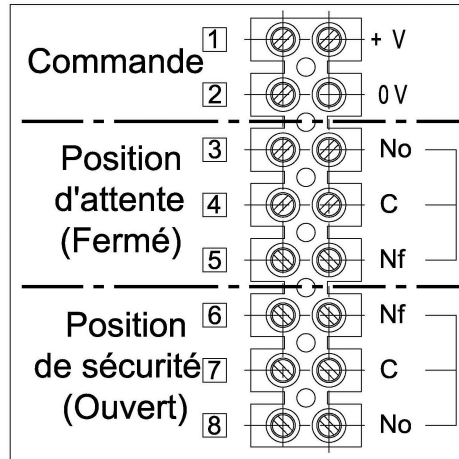 Commande
1 + V
2 0 V
Position
d'attente
(Fermé)
3 No
4 C
5 Nf
Position
de sécurité
(Ouvert)
6 Nf
7 C
8 No